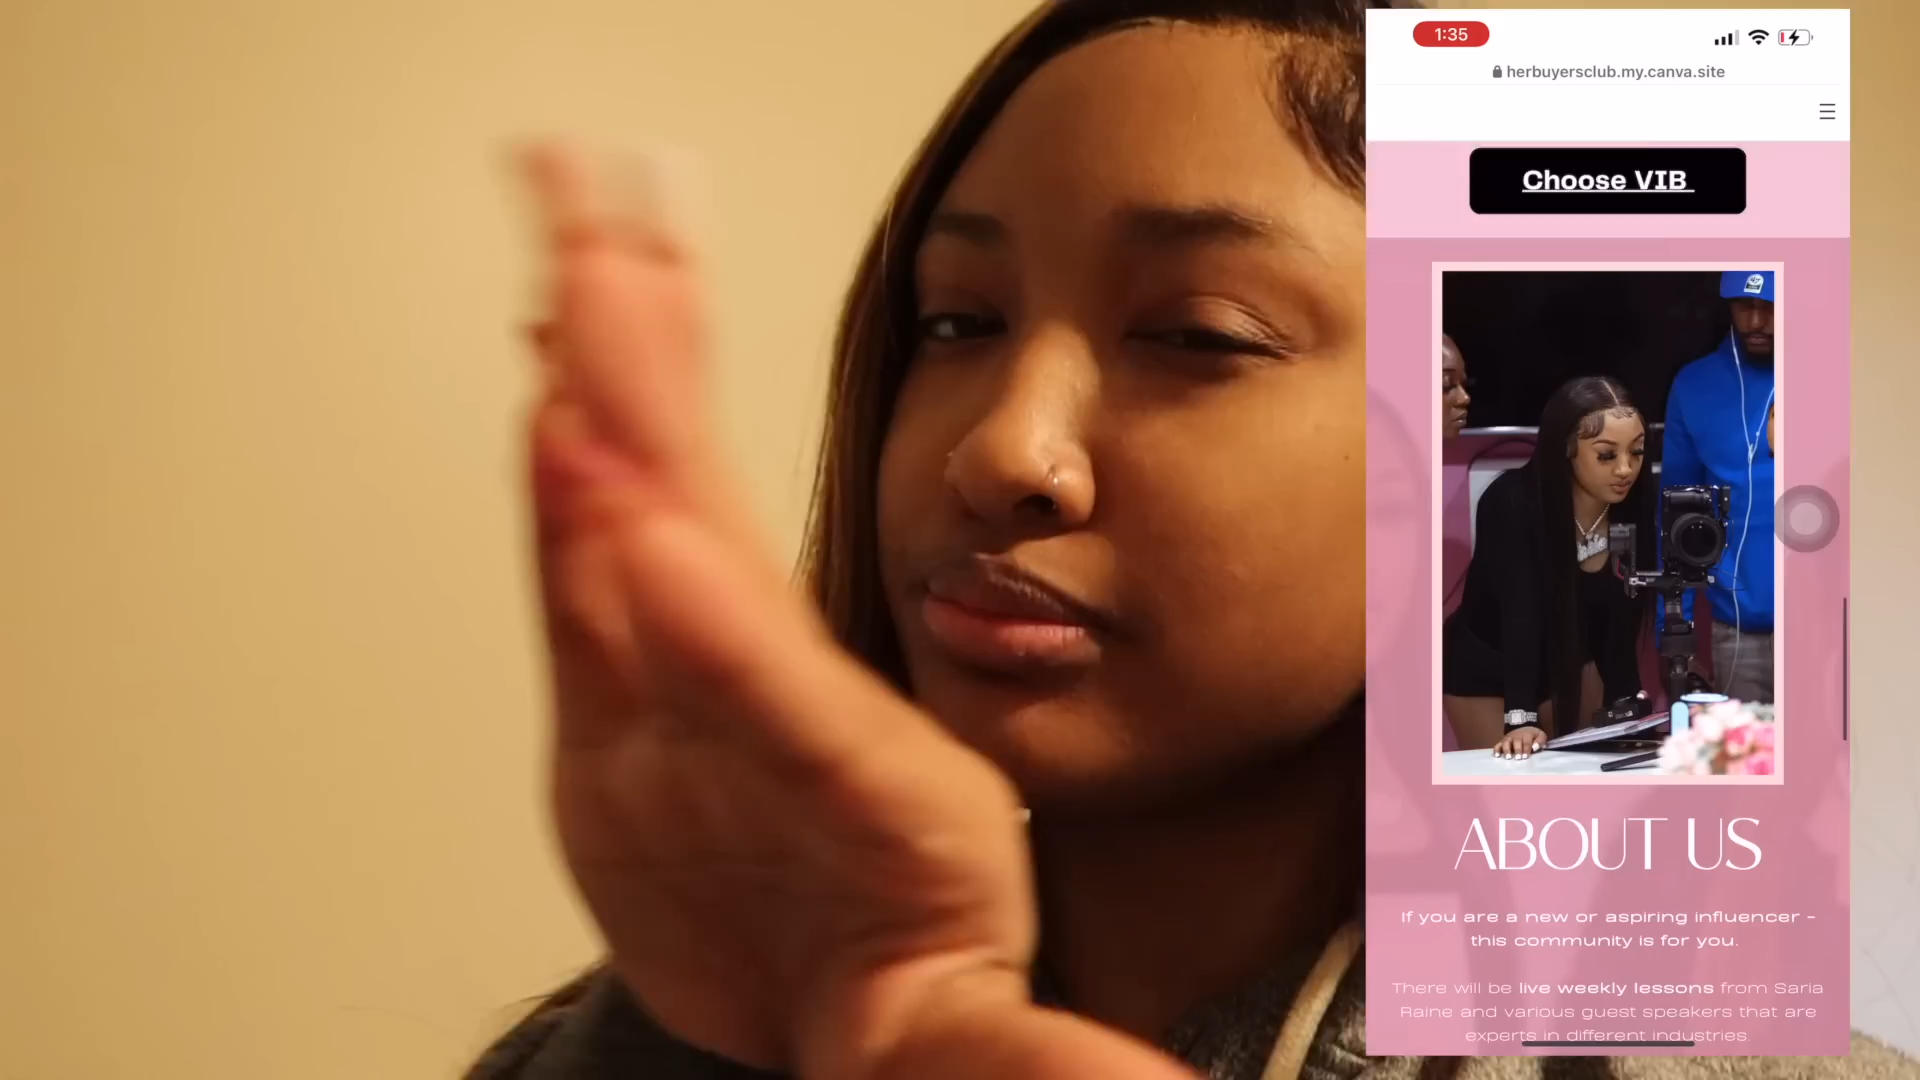 1:35
herbuyersclub.my.canva.site
Choose VIB
ABOUT US
If you are a new or aspiring influencer -
this community is for you.
There will be live weekly lessons from Saria
Raine and various guest speakers that are
experts in different industries.